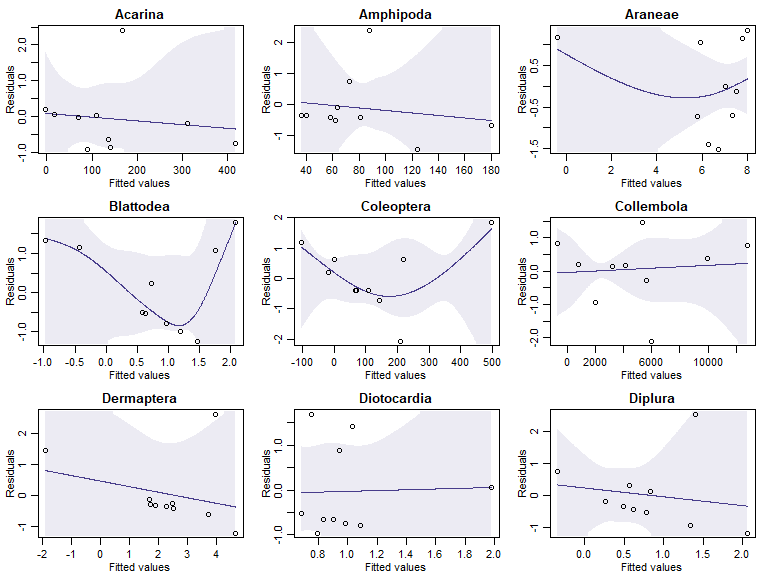 Acarina
Residuals
-1.0 0.0 1.0 2.0
0 100 200 300 400
Fitted values
Amphipoda
Residuals
-1 0 1 2
40 60 80 100 120 140 160 180
Fitted values
Araneae
Residuals
-1.5 -0.5 0.5
0 2 4 6 8
Fitted values
Blattodea
Residuals
-1.0 0.0 1.0
-1.0 -0.5 0.0 0.5 1.0 1.5 2.0
Fitted values
Coleoptera
Residuals
-2 -1 0 1 2
-100 0 100 200 300 400 500
Fitted values
Collembola
Residuals
-2.0 -1.0 0.0 1.0
0 2000 6000 10000
Fitted values
Dermaptera
Residuals
-1 0 1 2
-2 -1 0 1 2 3 4
Fitted values
Diotocardia
Residuals
-1.0 0.0 1.0
0.8 1.0 1.2 1.4 1.6 1.8 2.0
Fitted values
Diplura
Residuals
-1 0 1 2
0.0 0.5 1.0 1.5 2.0
Fitted values